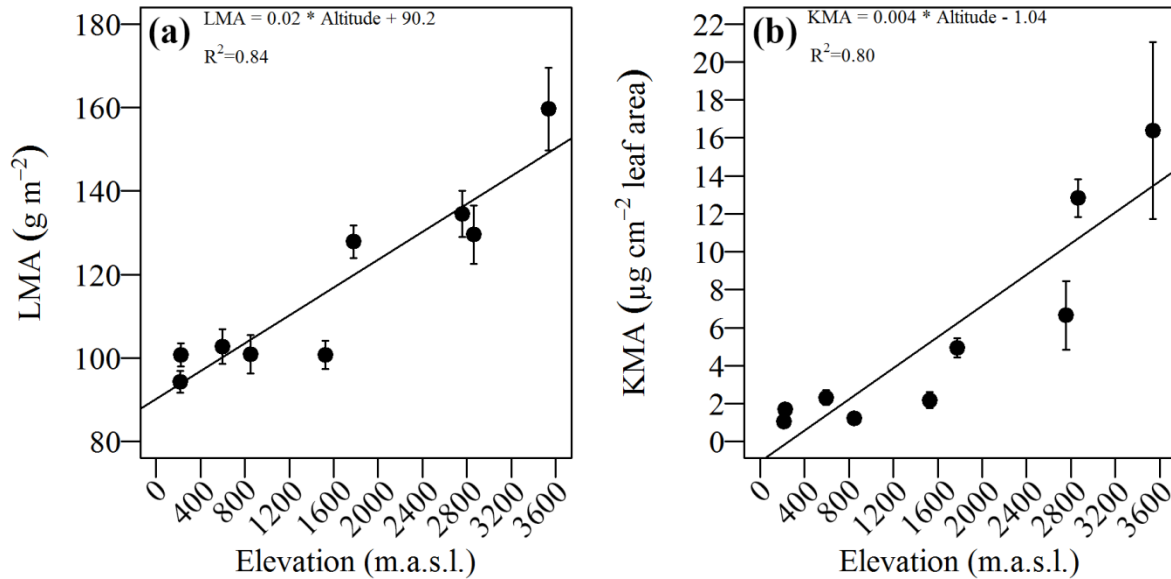 (a)
LMA = 0.02 * Altitude + 90.2
R²=0.84
LMA (g m⁻²)
180
160
140
120
100
80
0 400 800 1200 1600 2000 2400 2800 3200 3600
Elevation (m.a.s.l.)
(b)
KMA = 0.004 * Altitude - 1.04
R²=0.80
KMA (µg cm⁻² leaf area)
22
20
18
16
14
12
10
8
6
4
2
0
0 400 800 1200 1600 2000 2400 2800 3200 3600
Elevation (m.a.s.l.)